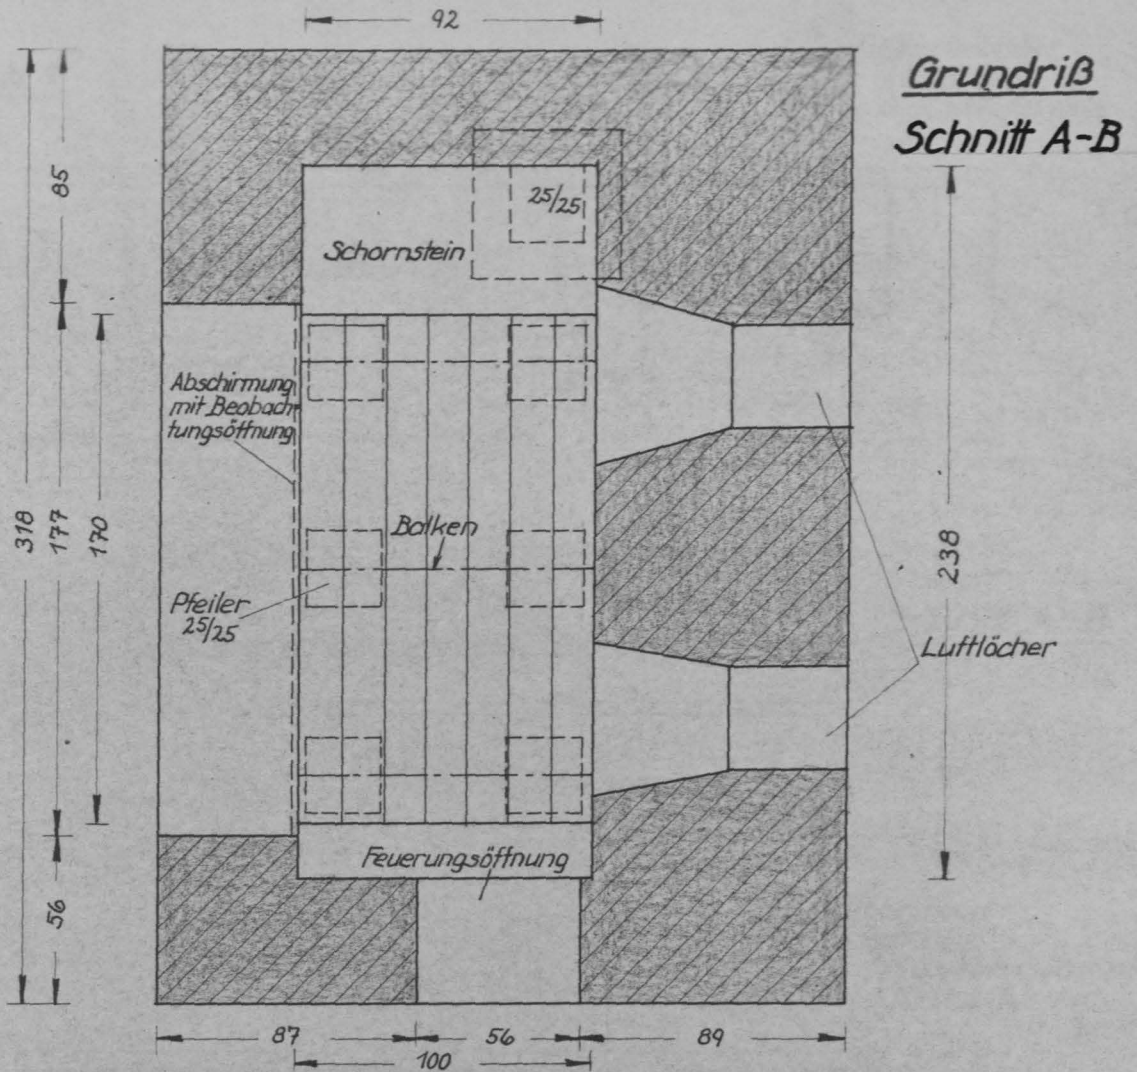 92
Grundriß
Schnitt A-B
85
25/25
Schornstein
Abschirmung
mit Beobach-
tungsöffnung
318
177
170
Balken
238
Pfeiler
25/25
Luftlöcher
Feuerungsöffnung
56
87
56
89
100